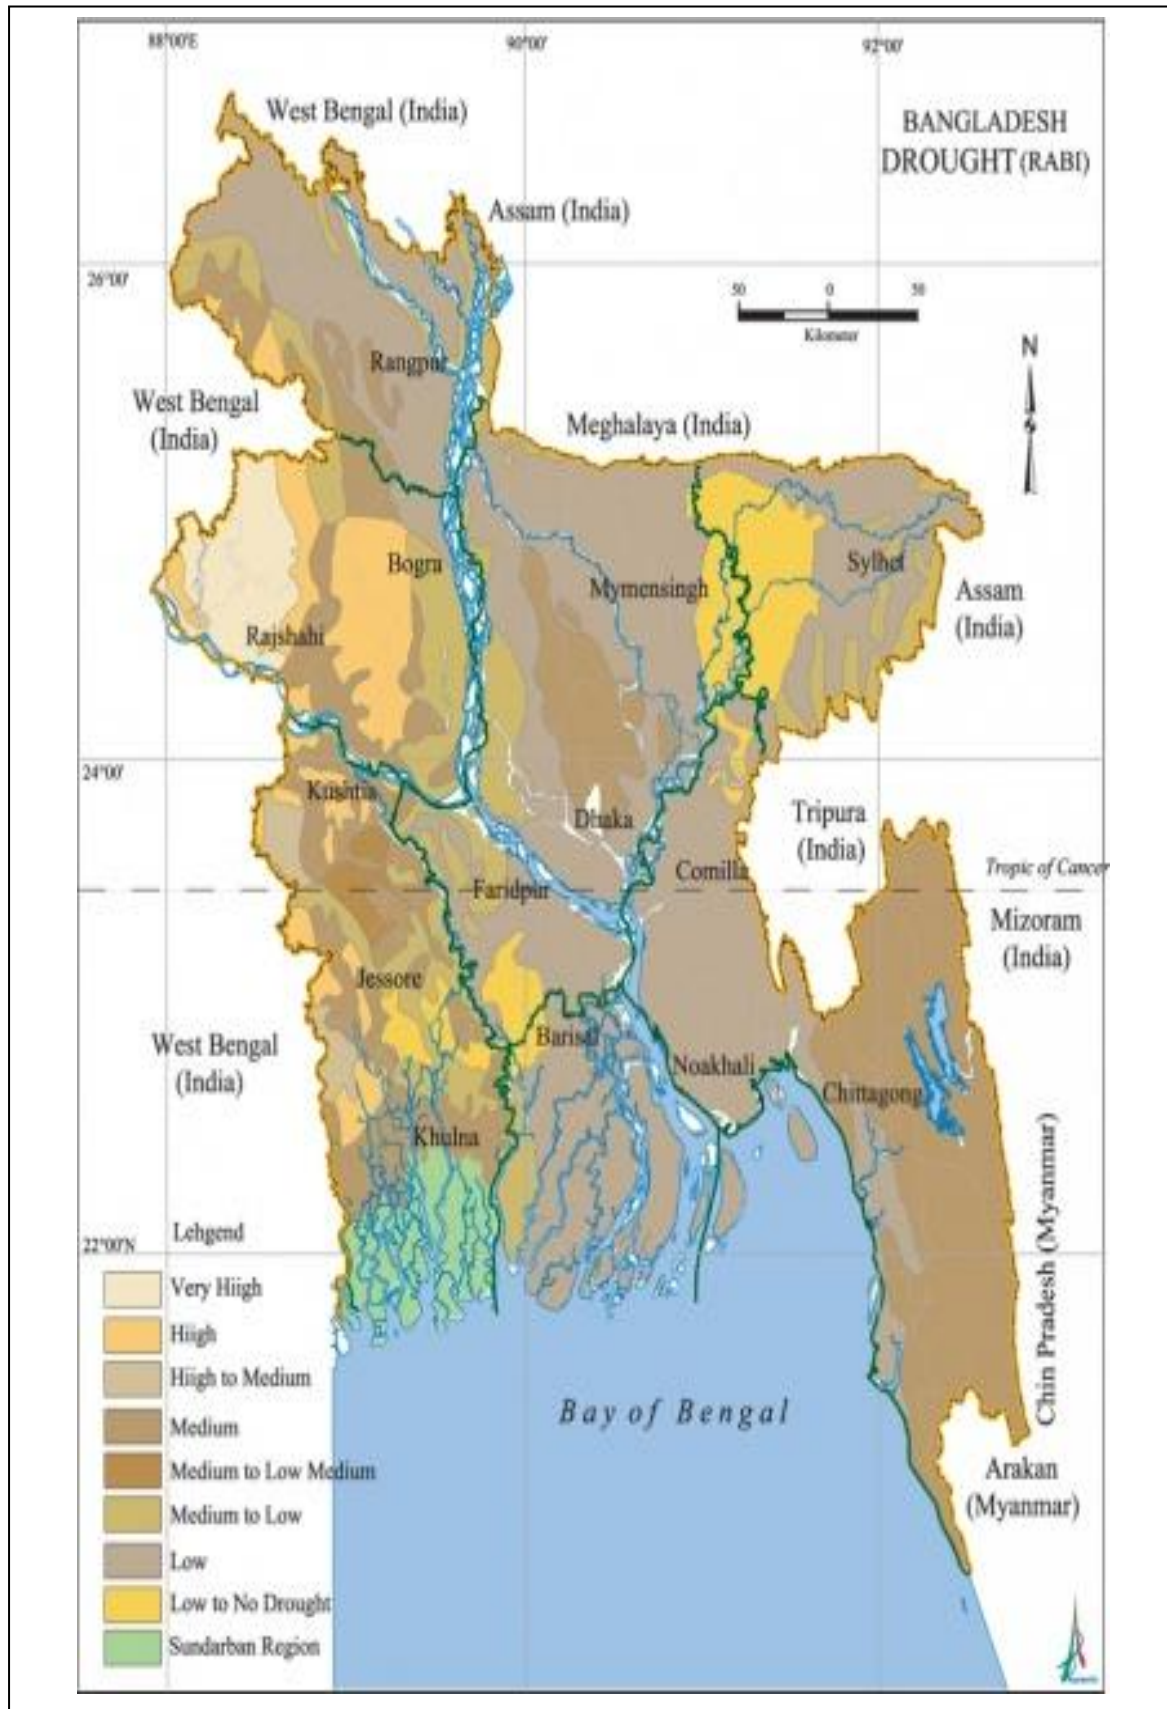 88°00'E
90°00'
92°00'
West Bengal (India)
BANGLADESH
DROUGHT (RABI)
Assam (India)
26°00'
50 0 50
Kilometer
N
Rangpur
West Bengal
(India)
Meghalaya (India)
Bogra
Mymensingh
Sylhet
Assam
(India)
Rajshahi
24°00'
Kushtia
Dhaka
Tripura
(India)
Comilla
Tropic of Cancer
Faridpur
Mizoram
(India)
Jessore
West Bengal
(India)
Barisal
Noakhali
Chittagong
Khulna
Chin Pradesh (Myanmar)
22°00'N
Lehgend
Very Hiigh
Hiigh
Hiigh to Medium
Medium
Medium to Low Medium
Medium to Low
Low
Low to No Drought
Sundarban Region
Bay of Bengal
Arakan
(Myanmar)